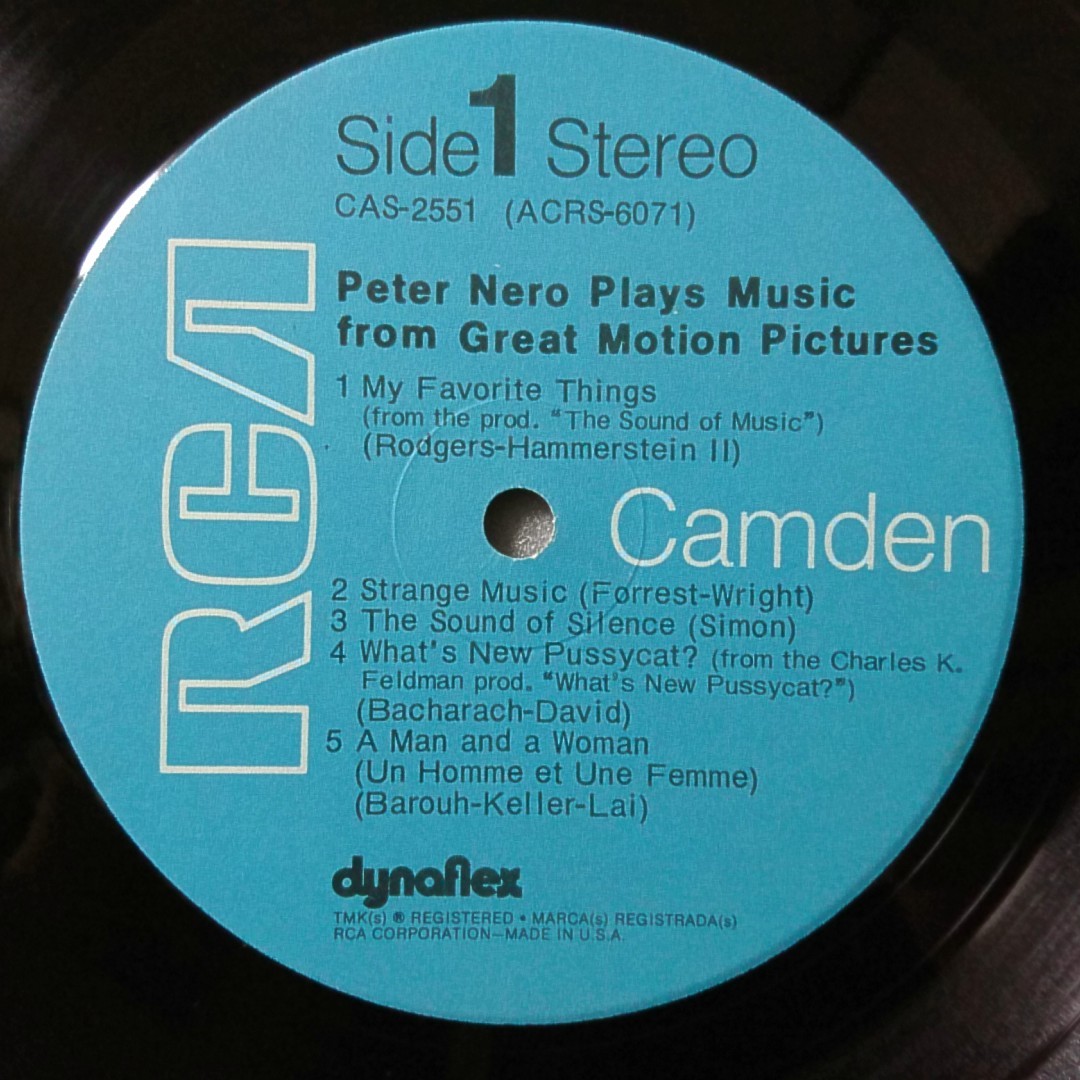 Side 1 Stereo
CAS-2551 (ACRS-6071)
RCA
Peter Nero Plays Music
from Great Motion Pictures
1 My Favorite Things
(from the prod. "The Sound of Music")
(Rodgers-Hammerstein II)
Camden
2 Strange Music (Forrest-Wright)
3 The Sound of Silence (Simon)
4 What's New Pussycat? (from the Charles K.
Feldman prod. "What's New Pussycat?")
(Bacharach-David)
5 A Man and a Woman
(Un Homme et Une Femme)
(Barouh-Keller-Lai)
dynaflex
TMK(s) ® REGISTERED • MARCA(s) REGISTRADA(s)
RCA CORPORATION—MADE IN U.S.A.